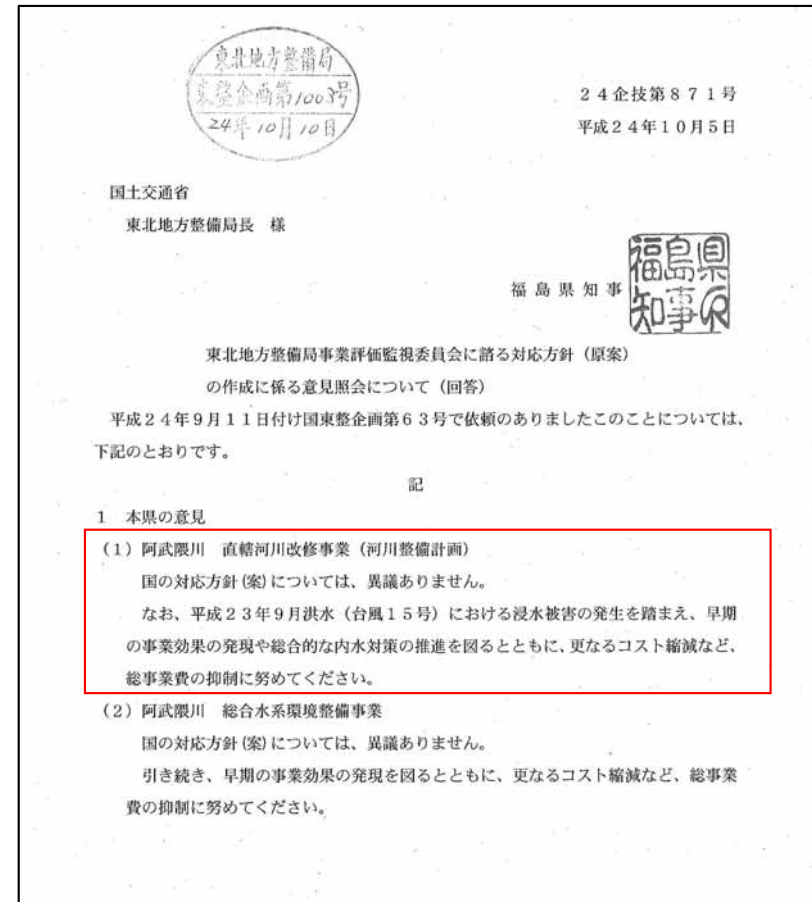 東北地方整備局
東整企画第1003号
24年10月10日
24企技第871号
平成24年10月5日
国土交通省
東北地方整備局長 様
福島県知事
福島県
知事印
東北地方整備局事業評価監視委員会に諮る対応方針（原案）
の作成に係る意見照会について（回答）
平成24年9月11日付け国東整企画第63号で依頼のありましたこのことについては、
下記のとおりです。
記
1 本県の意見
（1）阿武隈川 直轄河川改修事業（河川整備計画）
国の対応方針(案)については、異議ありません。
なお、平成23年9月洪水（台風15号）における浸水被害の発生を踏まえ、早期
の事業効果の発現や総合的な内水対策の推進を図るとともに、更なるコスト縮減など、
総事業費の抑制に努めてください。
（2）阿武隈川 総合水系環境整備事業
国の対応方針(案)については、異議ありません。
引き続き、早期の事業効果の発現を図るとともに、更なるコスト縮減など、総事業
費の抑制に努めてください。